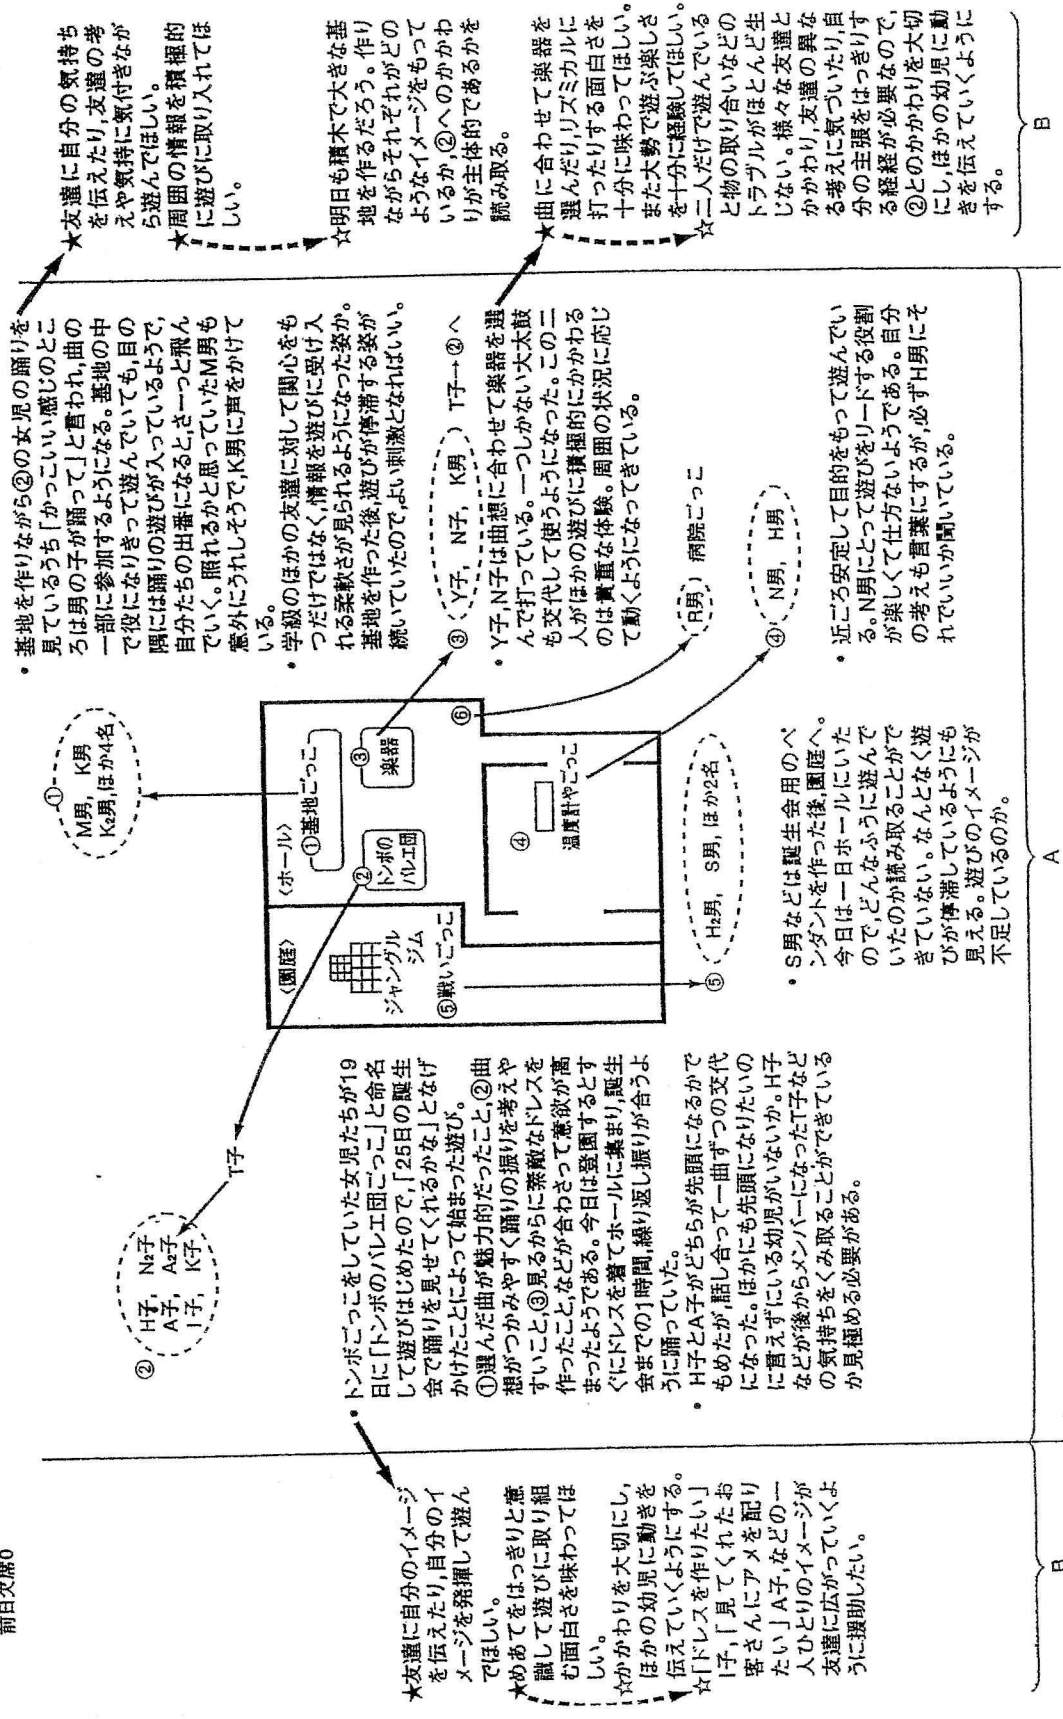 前日欠席0
★友達に自分のイメージ
を伝えたり,自分のイ
メージを発揮して遊ん
でほしい。
★めあてをはっきりと意
識して遊びに取り組
む面白さを味わってほ
しい。
☆かかわりを大切にし,
ほかの幼児に動きを
伝えていくようにする。
☆「ドレスを作りたい」
I子,「見てくれたお
客さんにアメを配り
たい」A子,などの一
人ひとりのイメージが
友達に広がっていくよ
うに援助したい。
B
②
H子, N₂子
A子, A₂子
I子, K子
T子
・トンボごっこをしていた女児たちが19
日に「トンボのバレエ団ごっこ」と命名
して遊びはじめたので,「25日の誕生
会で踊りを見せてくれるかな」となげ
かけたことによって始まった遊び。
①選んだ曲が魅力的だったこと,②曲
想がつかみやすく踊りの振りを考えや
すいこと,③見るからに素敵なドレスを
作ったこと,などが合わさって意欲が高
まったようである。今日は登園するとす
ぐにドレスを着てホールに集まり,誕生
会までの1時間,繰り返し振りが合うよ
うに踊っていた。
・H子とA子がどちらが先頭になるかで
もめたが,話し合って一曲ずつの交代
になった。ほかにも先頭になりたいの
に言えずにいる幼児がいないか。H子
などが後からメンバーになったT子など
の気持ちをくみ取ることができている
か見極める必要がある。
①
M男, K男
K₂男,ほか4名
〈園庭〉
ジャングル
ジム
⑤戦いごっこ
〈ホール〉
①基地ごっこ
②
トンボの
バレエ団
③
楽器
④
温度計やごっこ
⑥
⑤
H₂男, S男,ほか2名
・S男などは誕生会用のペ
ンダントを作った後,園庭へ。
今日は一日ホールにいた
ので,どんなふうに遊んで
いたのか読み取ることがで
きていない。なんとなく遊
びが停滞しているようにも
見える。遊びのイメージが
不足しているのか。
A
・基地を作りながら②の女児の踊りを
見ているうち「かっこいい感じのとこ
ろは男の子が踊って」と言われ,曲の
一部に参加するようになる。基地の中
で役になりきって遊んでいても,目の
隅には踊りの遊びが入っているようで,
自分たちの出番になると,さーっと飛ん
でいく。照れるかと思っていたM男も
意外にうれしそうで,K男に声をかけて
いる。
・学級のほかの友達に対して関心をも
つだけではなく,情報を遊びに受け入
れる柔軟さが見られるようになった姿か。
基地を作った後,遊びが停滞する姿が
続いていたので,よい刺激となればいい。
③ Y子, N子, K男 T子→②へ
・Y子,N子は曲想に合わせて楽器を選
んで打っている。一つしかない大太鼓
も交代して使うようになった。この二
人がほかの遊びに積極的にかかわる
のは貴重な体験。周囲の状況に応じ
て動くようになってきている。
R男 病院ごっこ
④ N男, H男
・近ごろ安定して目的をもって遊んでい
る。N男にとって遊びをリードする役割
が楽しくて仕方ないようである。自分
の考えも言葉にするが,必ずH男にそ
れでいいか聞いている。
★友達に自分の気持ち
を伝えたり,友達の考
えや気持に気付きなが
ら遊んでほしい。
★周囲の情報を積極的
に遊びに取り入れてほ
しい。
☆明日も積木で大きな基
地を作るだろう。作り
ながらそれぞれがどの
ようなイメージをもって
いるか,②へのかかわ
りが主体的であるかを
読み取る。
★曲に合わせて楽器を
選んだり,リズミカルに
打ったりする面白さを
十分に味わってほしい。
また大勢で遊ぶ楽しさ
を十分に経験してほしい。
☆二人だけで遊んでいる
と物の取り合いなどの
トラブルがほとんど生
じない。様々な友達と
かかわり,友達の異な
る考えに気づいたり,自
分の主張をはっきりす
る経経が必要なので,
②とのかかわりを大切
にし,ほかの幼児に動
きを伝えていくように
する。
B